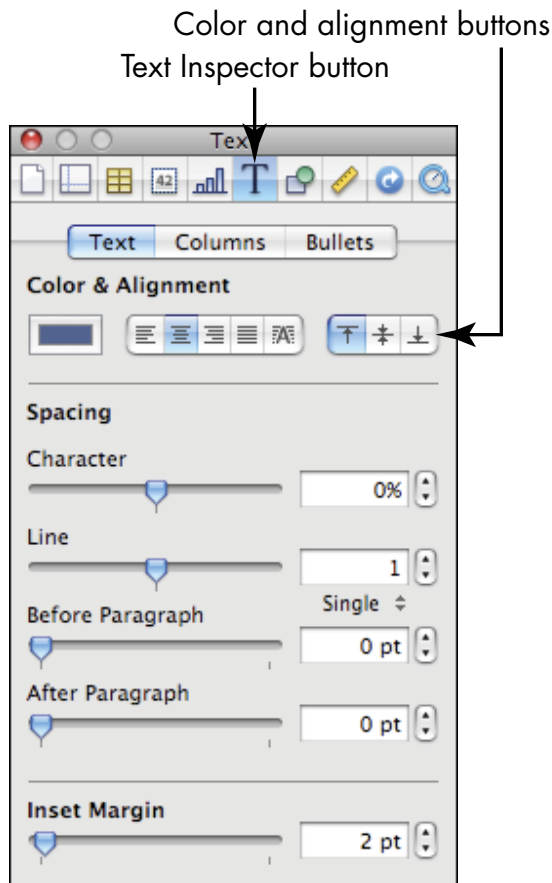 Color and alignment buttons
Text Inspector button
Tex
42
T
Text Columns Bullets
Color & Alignment
A
Spacing
Character
0%
Line
1
Single
Before Paragraph
0 pt
After Paragraph
0 pt
Inset Margin
2 pt